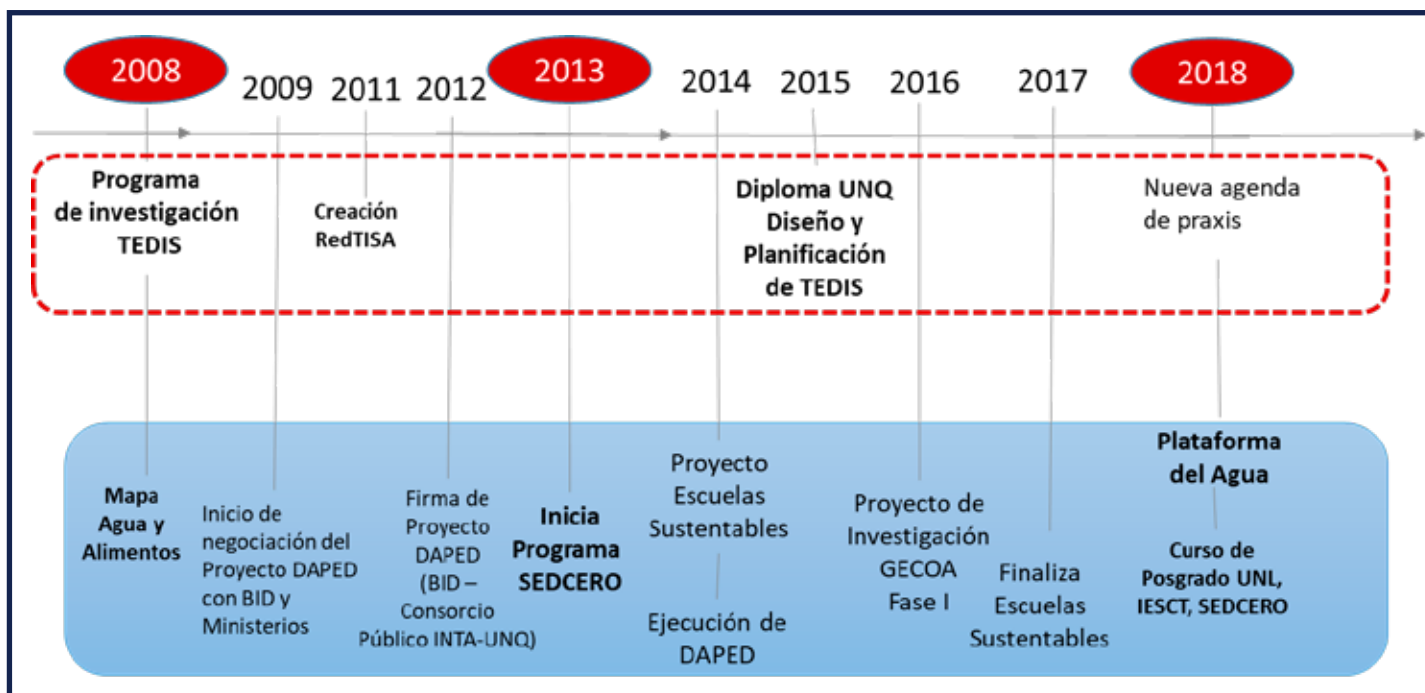 2008
2009
2011
2012
2013
2014
2015
2016
2017
2018
Programa
de investigación
TEDIS
Creación
RedTISA
Diploma UNQ
Diseño y
Planificación
de TEDIS
Nueva agenda
de praxis
Mapa
Agua y
Alimentos
Inicio de
negociación del
Proyecto DAPED
con BID y
Ministerios
Firma de
Proyecto
DAPED
(BID –
Consorcio
Público INTA-UNQ)
Inicia
Programa
SEDCERO
Proyecto
Escuelas
Sustentables
Ejecución de
DAPED
Proyecto de
Investigación
GECOA
Fase I
Finaliza
Escuelas
Sustentables
Plataforma
del Agua
Curso de
Posgrado UNL,
IESCT, SEDCERO